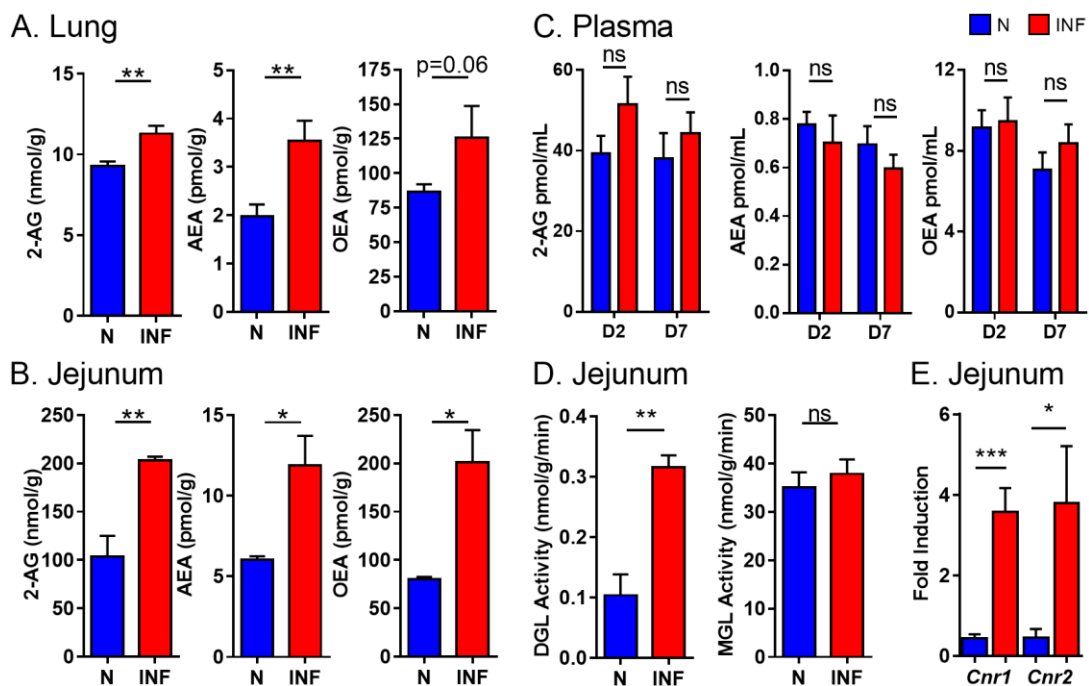 A. Lung
C. Plasma
N INF
2-AG (nmol/g)
15
10
5
0
**
N INF
AEA (pmol/g)
5
4
3
2
1
0
**
N INF
OEA (pmol/g)
175
150
125
100
75
50
25
0
p=0.06
N INF
2-AG pmol/mL
60
40
20
0
ns
ns
D2 D7
AEA pmol/mL
1.0
0.8
0.6
0.4
0.2
0.0
ns
ns
D2 D7
OEA pmol/mL
12
8
4
0
ns
ns
D2 D7
B. Jejunum
2-AG (nmol/g)
250
200
150
100
50
0
**
N INF
AEA (pmol/g)
15
10
5
0
*
N INF
OEA (pmol/g)
250
200
150
100
50
0
*
N INF
D. Jejunum
DGL Activity (nmol/g/min)
0.4
0.3
0.2
0.1
0.0
**
N INF
MGL Activity (nmol/g/min)
50
40
30
20
10
0
ns
N INF
E. Jejunum
Fold Induction
6
4
2
0
***
*
Cnr1 Cnr2